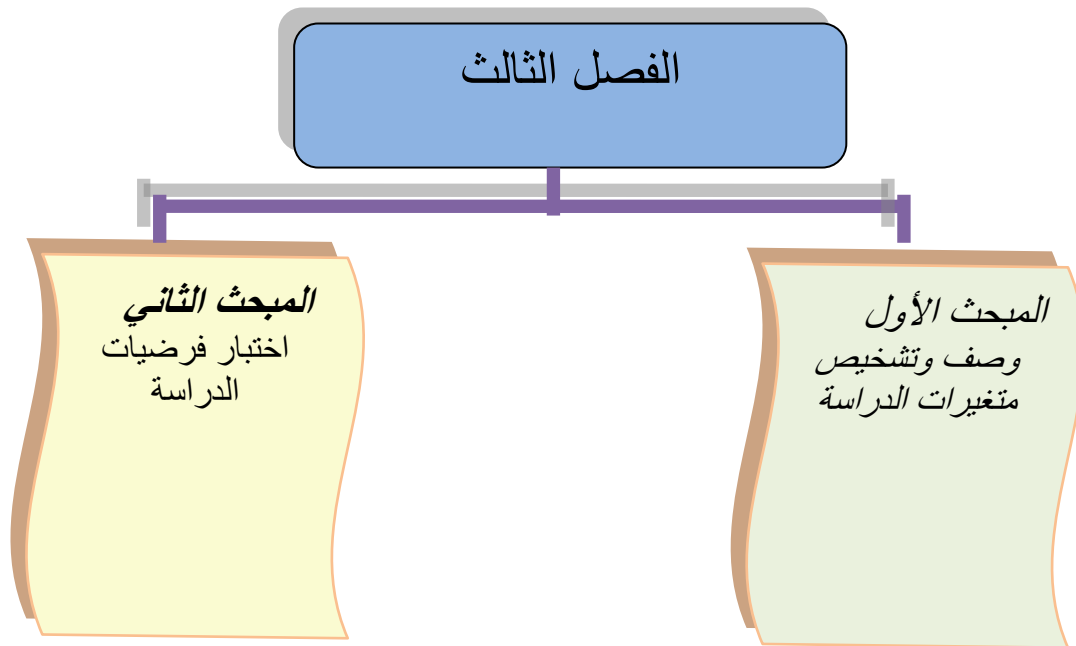 الفصل الثالث
المبحث الأول
وصف وتشخيص
متغيرات الدراسة
المبحث الثاني
اختبار فرضيات
الدراسة